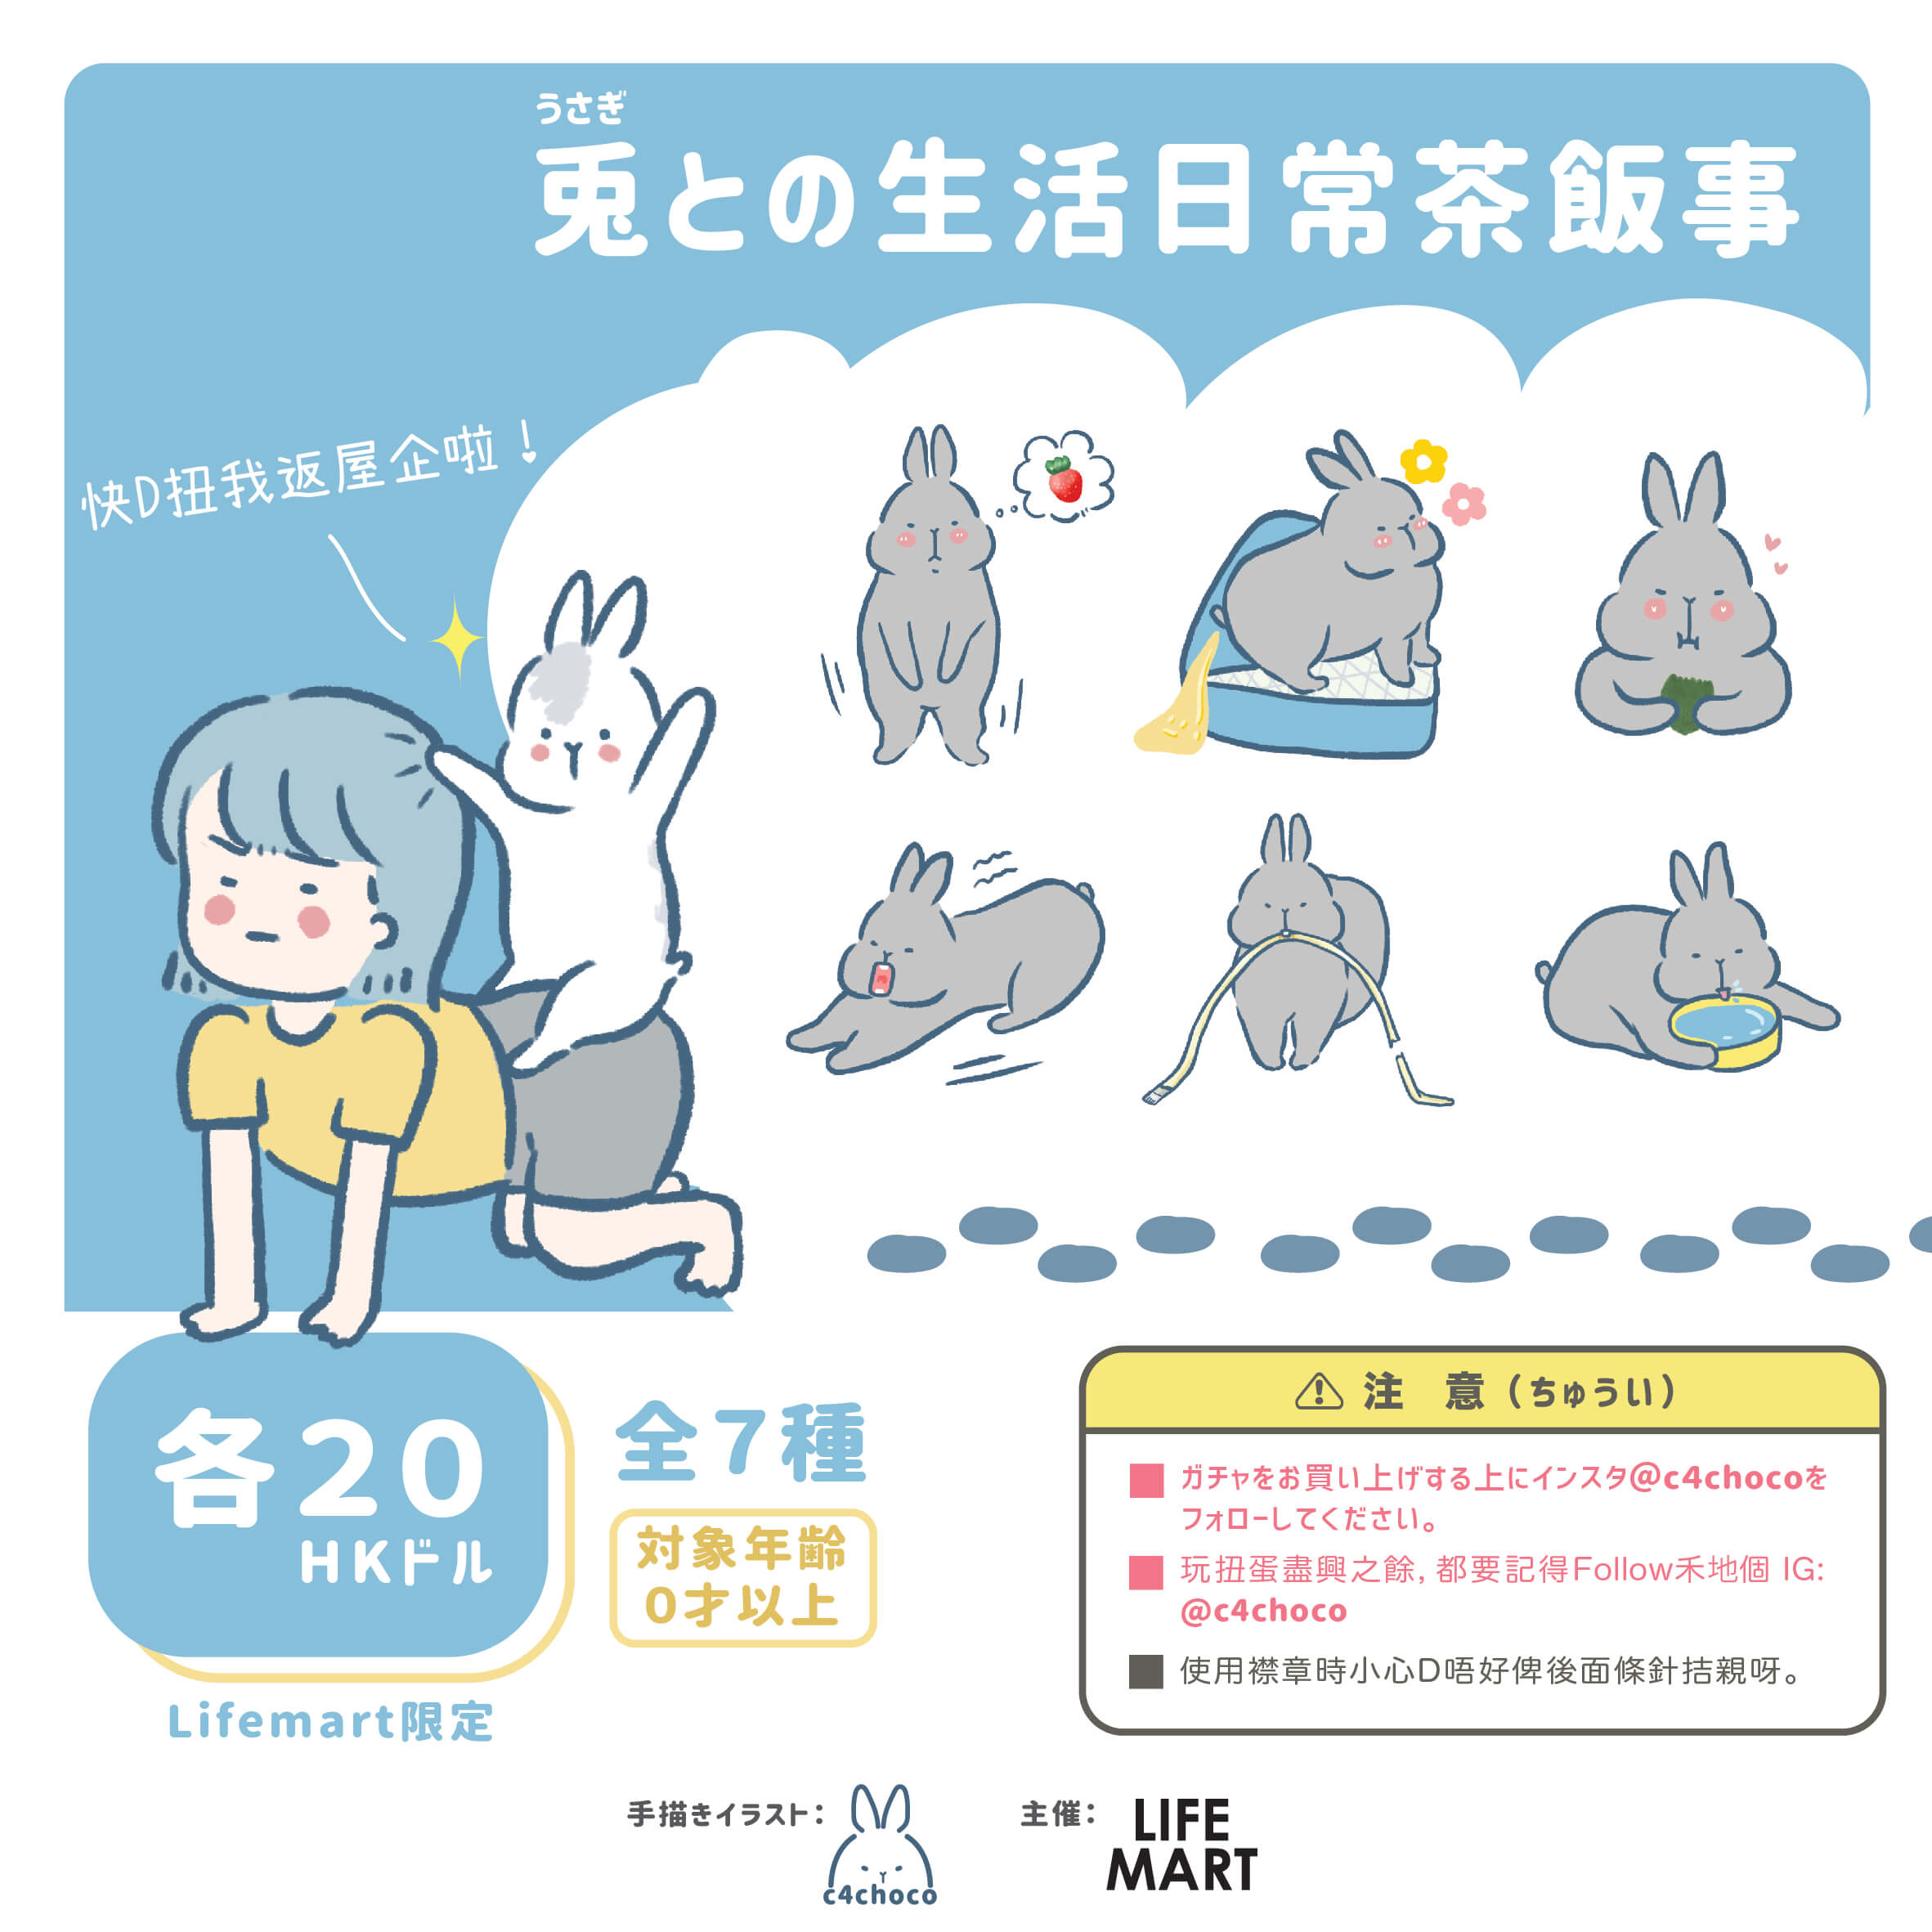 うさぎ
兎との生活日常茶飯事
快D扭我返屋企啦！
各20
HKドル
Lifemart限定
全7種
対象年齢
0才以上
注 意（ちゅうい）
ガチャをお買い上げする上にインスタ@c4chocoを
フォローしてください。
玩扭蛋盡興之餘, 都要記得Follow禾地個 IG:
@c4choco
使用襟章時小心D唔好俾後面條針拮親呀。
手描きイラスト：
c4choco
主催：
LIFE
MART